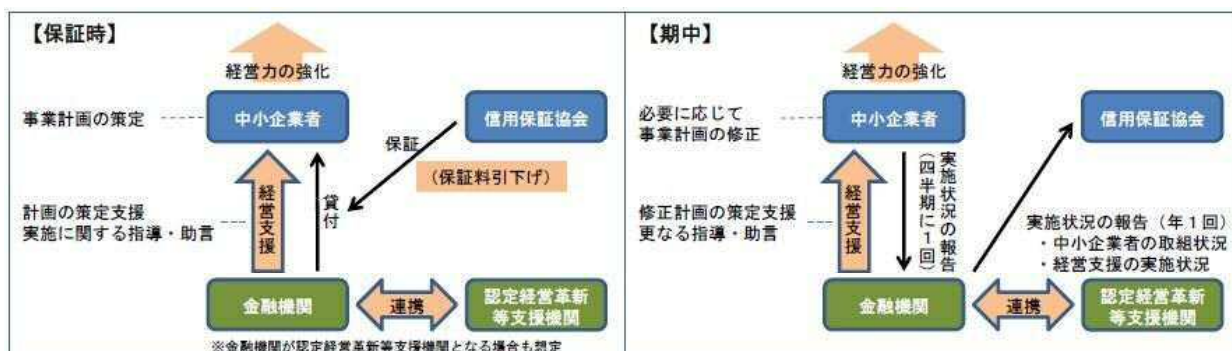 【保証時】
経営力の強化
事業計画の策定
中小企業者
信用保証協会
保証
(保証料引下げ)
経営支援
貸付
計画の策定支援
実施に関する指導・助言
金融機関
連携
認定経営革新
等支援機関
※金融機関が認定経営革新等支援機関となる場合も想定
【期中】
経営力の強化
必要に応じて
事業計画の修正
中小企業者
信用保証協会
経営支援
実施状況の報告
(四半期に1回)
修正計画の策定支援
更なる指導・助言
実施状況の報告(年1回)
・中小企業者の取組状況
・経営支援の実施状況
金融機関
連携
認定経営革新
等支援機関